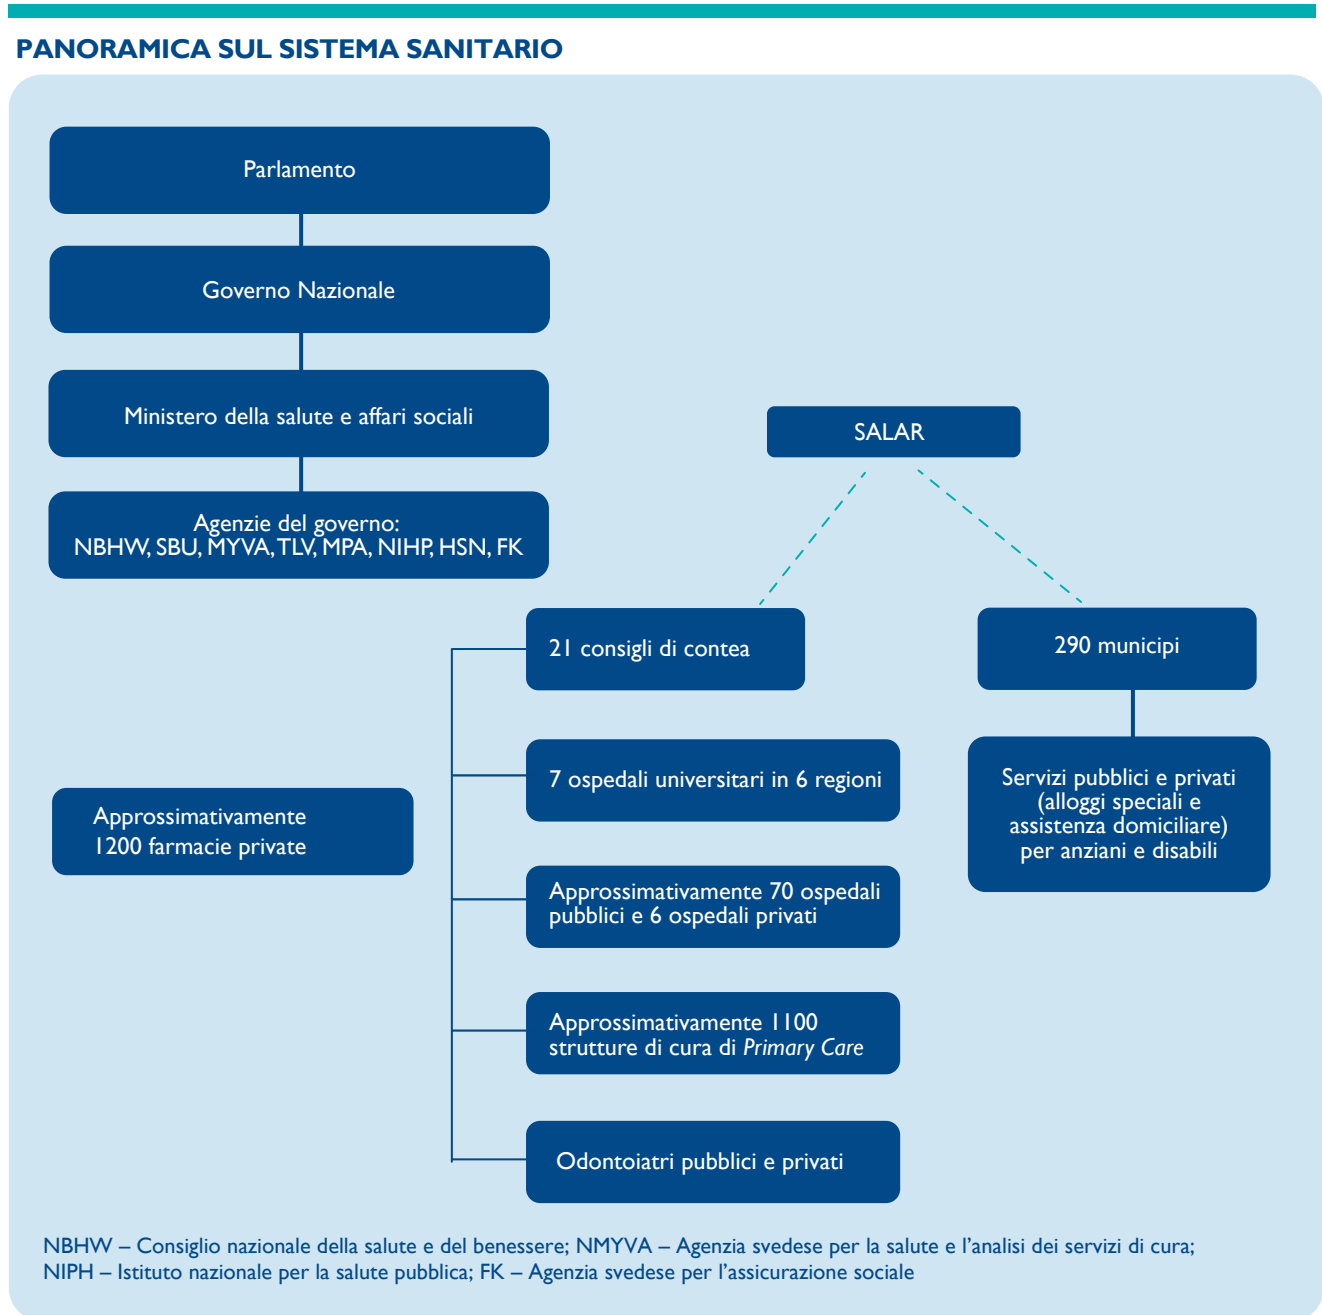 PANORAMICA SUL SISTEMA SANITARIO
Parlamento
Governo Nazionale
Ministero della salute e affari sociali
Agenzie del governo:
NBHW, SBU, MYVA, TLV, MPA, NIHP, HSN, FK
SALAR
21 consigli di contea
7 ospedali universitari in 6 regioni
Approssimativamente 70 ospedali
pubblici e 6 ospedali privati
Approssimativamente 1100
strutture di cura di Primary Care
Odontoiatri pubblici e privati
290 municipi
Servizi pubblici e privati
(alloggi speciali e
assistenza domiciliare)
per anziani e disabili
Approssimativamente
1200 farmacie private
NBHW – Consiglio nazionale della salute e del benessere; NMYVA – Agenzia svedese per la salute e l’analisi dei servizi di cura;
NIPH – Istituto nazionale per la salute pubblica; FK – Agenzia svedese per l’assicurazione sociale